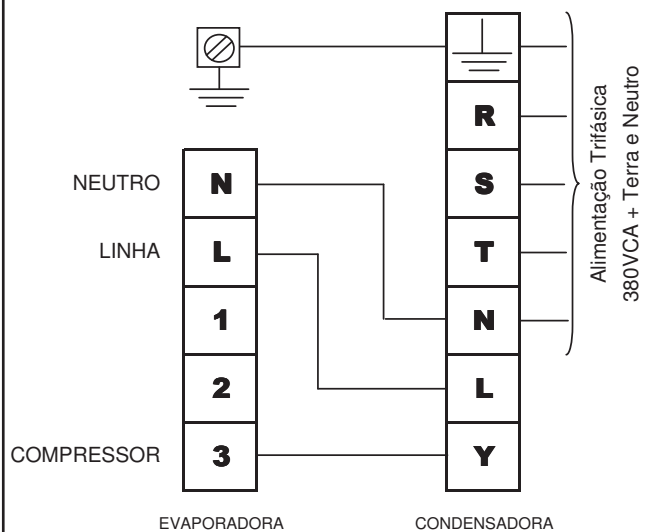 R
NEUTRO N S
LINHA L T
1 N
2 L
COMPRESSOR 3 Y
EVAPORADORA CONDENSADORA
Alimentação Trifásica
380VCA + Terra e Neutro